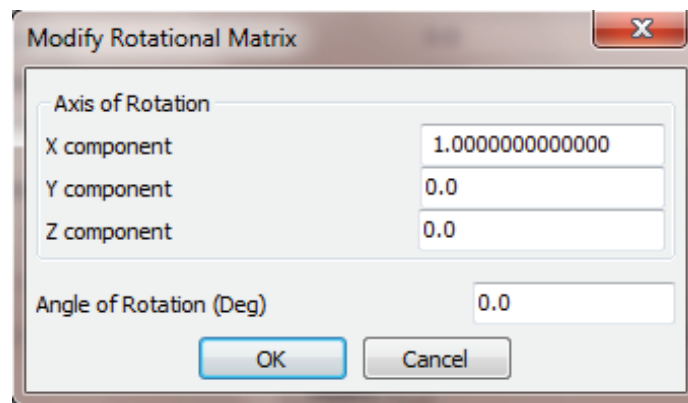 Modify Rotational Matrix
Axis of Rotation
X component 1.0000000000000
Y component 0.0
Z component 0.0
Angle of Rotation (Deg) 0.0
OK Cancel